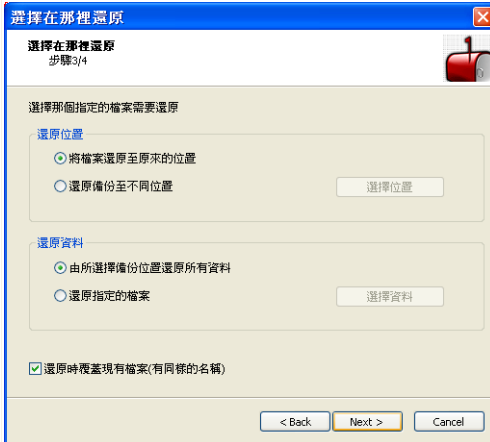 選擇在那裡還原
選擇在那裡還原
步驟3/4
選擇那個指定的檔案需要還原
還原位置
將檔案還原至原來的位置
還原備份至不同位置
選擇位置
還原資料
由所選擇備份位置還原所有資料
還原指定的檔案
選擇資料
還原時覆蓋現有檔案(有同樣的名稱)
< Back
Next >
Cancel